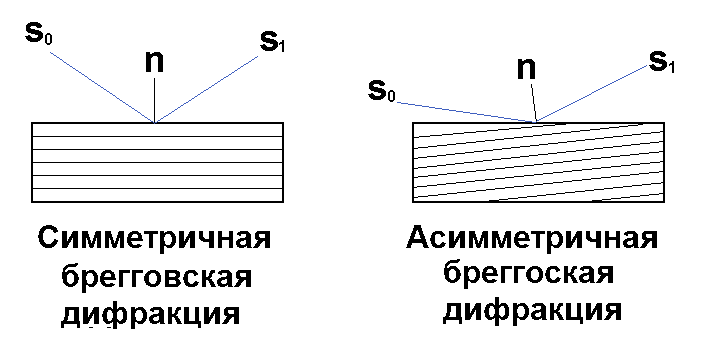 s₀ n s₁
s₀ n s₁
Симметричная
брегговская
дифракция
Асимметричная
бреггоская
дифракция